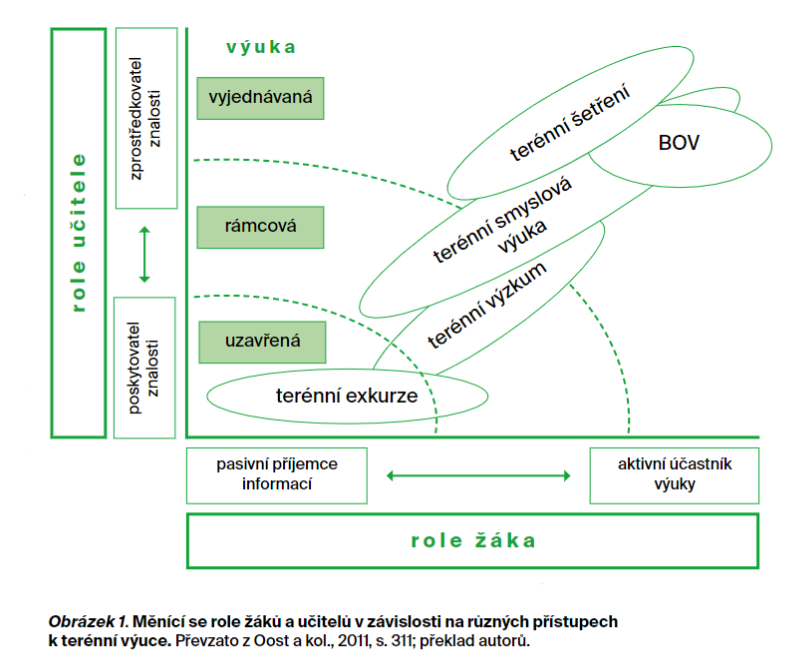 role učitele
zprostředkovatel
znalosti
poskytovatel
znalosti
výuka
vyjednávaná
rámcová
uzavřená
terénní šetření
BOV
terénní smyslová
výuka
terénní výzkum
terénní exkurze
pasivní příjemce
informací
aktivní účastník
výuky
role žáka
Obrázek 1. Měnící se role žáků a učitelů v závislosti na různých přístupech
k terénní výuce. Převzato z Oost a kol., 2011, s. 311; překlad autorů.